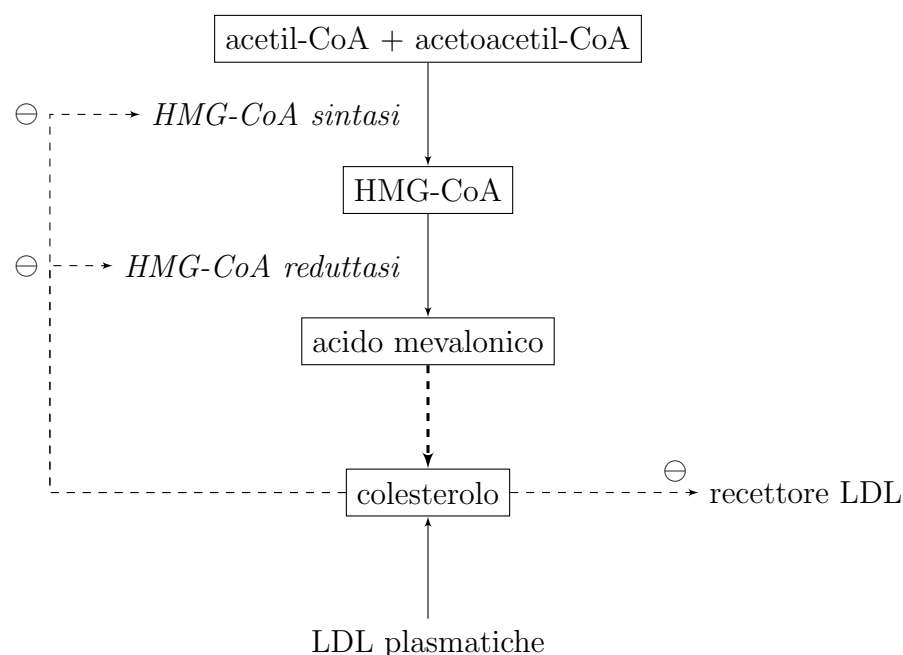 acetil-CoA + acetoacetil-CoA
⊖
HMG-CoA sintasi
HMG-CoA
⊖
HMG-CoA reduttasi
acido mevalonico
⊖
colesterolo
recettore LDL
LDL plasmatiche